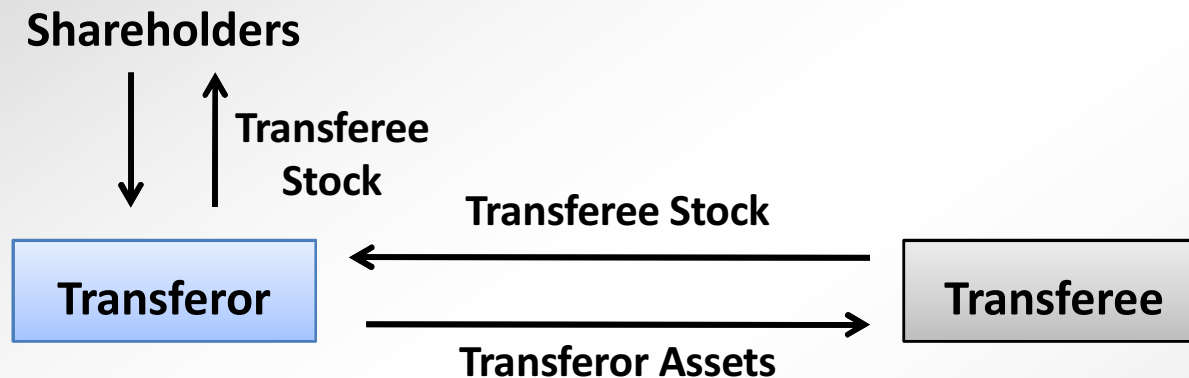 Shareholders
Transferee
Stock
Transferee Stock
Transferor
Transferee
Transferor Assets